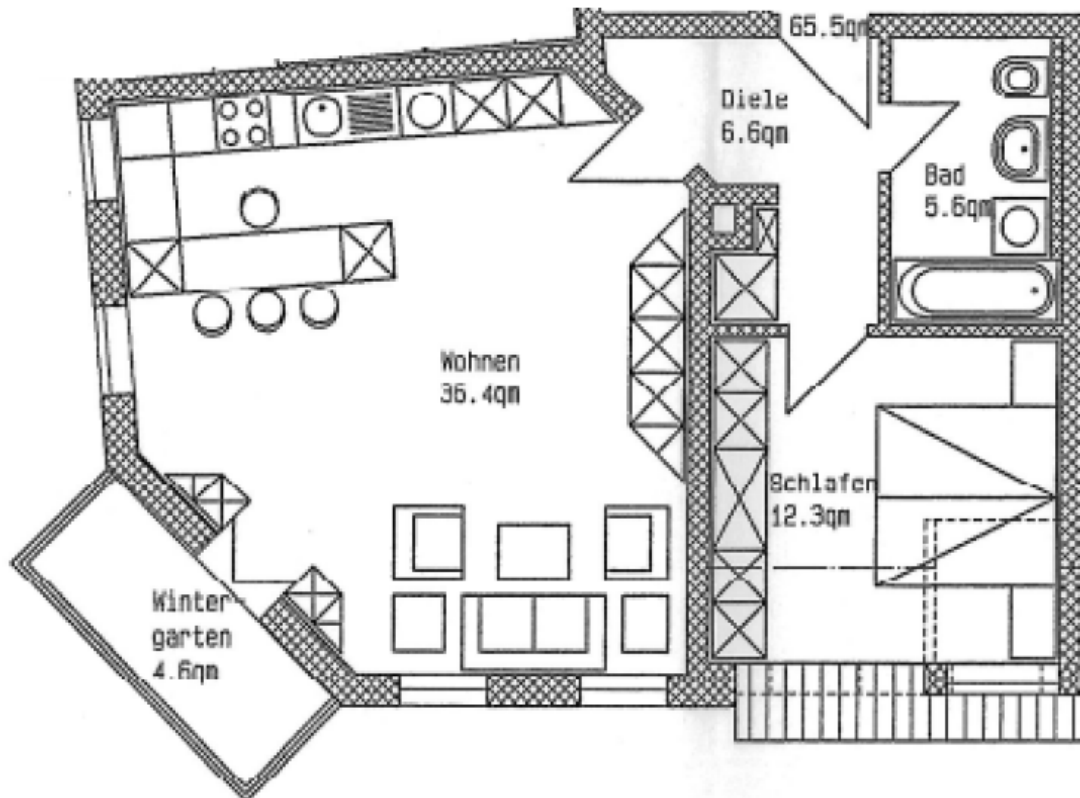 65.5qm
Diele
6.6qm
Bad
5.6qm
Wohnen
36.4qm
Schlafen
12.3qm
Winter-
garten
4.6qm